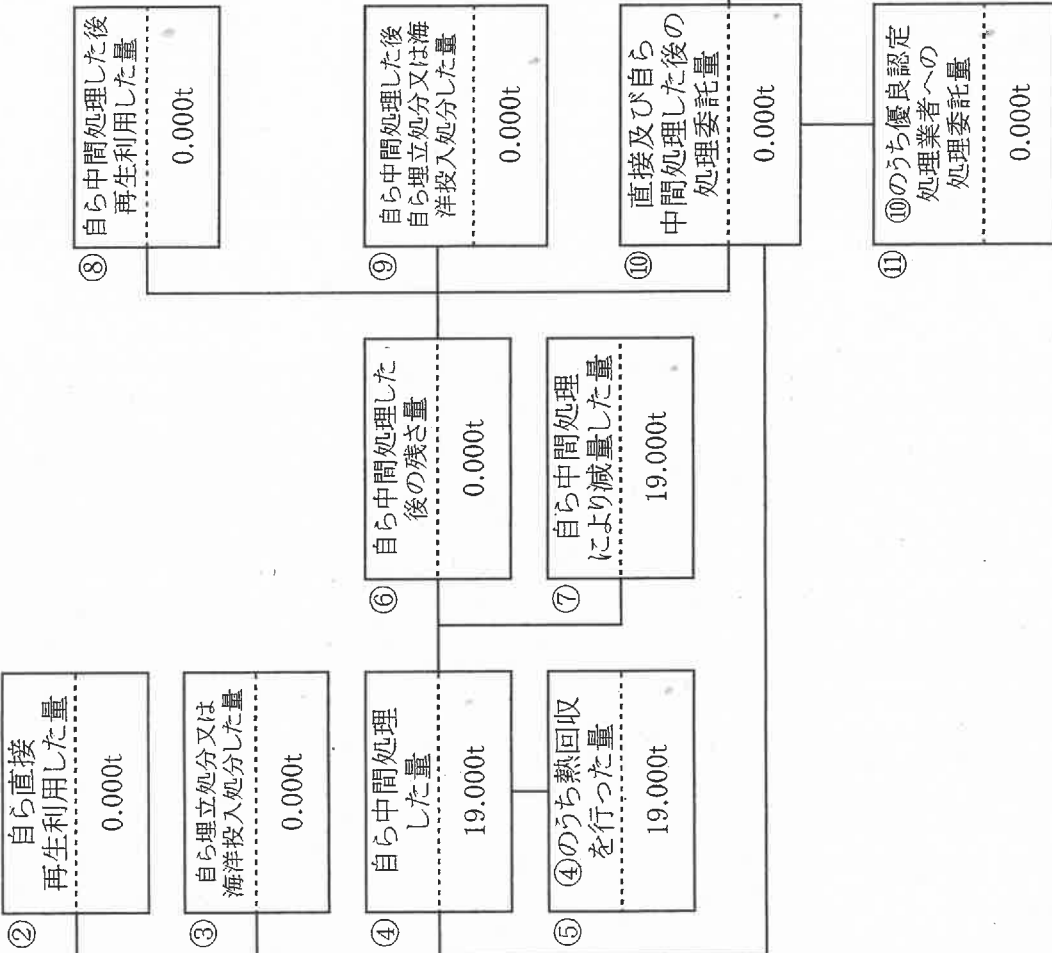 ②
自ら直接
再生利用した量
0.000t
③
自ら埋立処分又は
海洋投入処分した量
0.000t
④
自ら中間処理
した量
19.000t
⑤
④のうち熱回収
を行った量
19.000t
⑥
自ら中間処理した
後の残さ量
0.000t
⑦
自ら中間処理
により減量した量
19.000t
⑧
自ら中間処理した後
再生利用した量
0.000t
⑨
自ら中間処理した後
自ら埋立処分又は海
洋投入処分した量
0.000t
⑩
直接及び自ら
中間処理した後の
処理委託量
0.000t
⑪
⑩のうち優良認定
処理業者への
処理委託量
0.000t